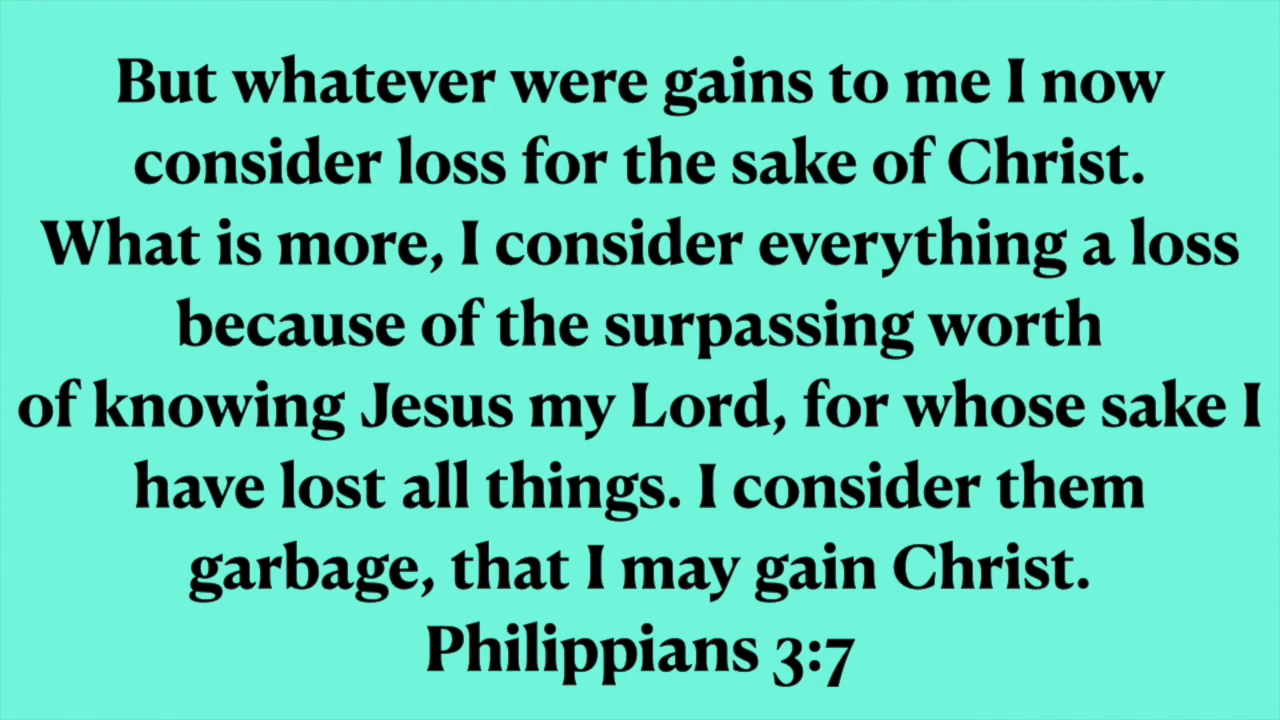 But whatever were gains to me I now
consider loss for the sake of Christ.
What is more, I consider everything a loss
because of the surpassing worth
of knowing Jesus my Lord, for whose sake I
have lost all things. I consider them
garbage, that I may gain Christ.
Philippians 3:7